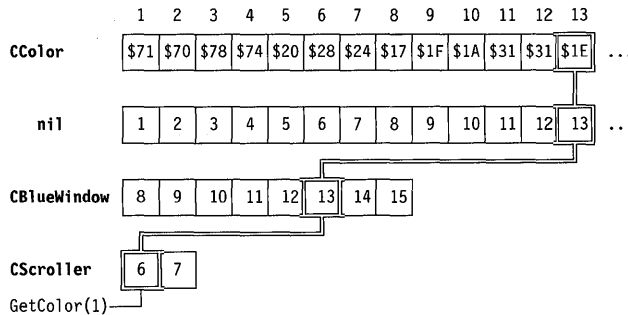 1 2 3 4 5 6 7 8 9 10 11 12 13
CColor $71 $70 $78 $74 $20 $28 $24 $17 $1F $1A $31 $31 $1E ...
nil 1 2 3 4 5 6 7 8 9 10 11 12 13 ..
CBlueWindow 8 9 10 11 12 13 14 15
CScroller 6 7
GetColor(1)